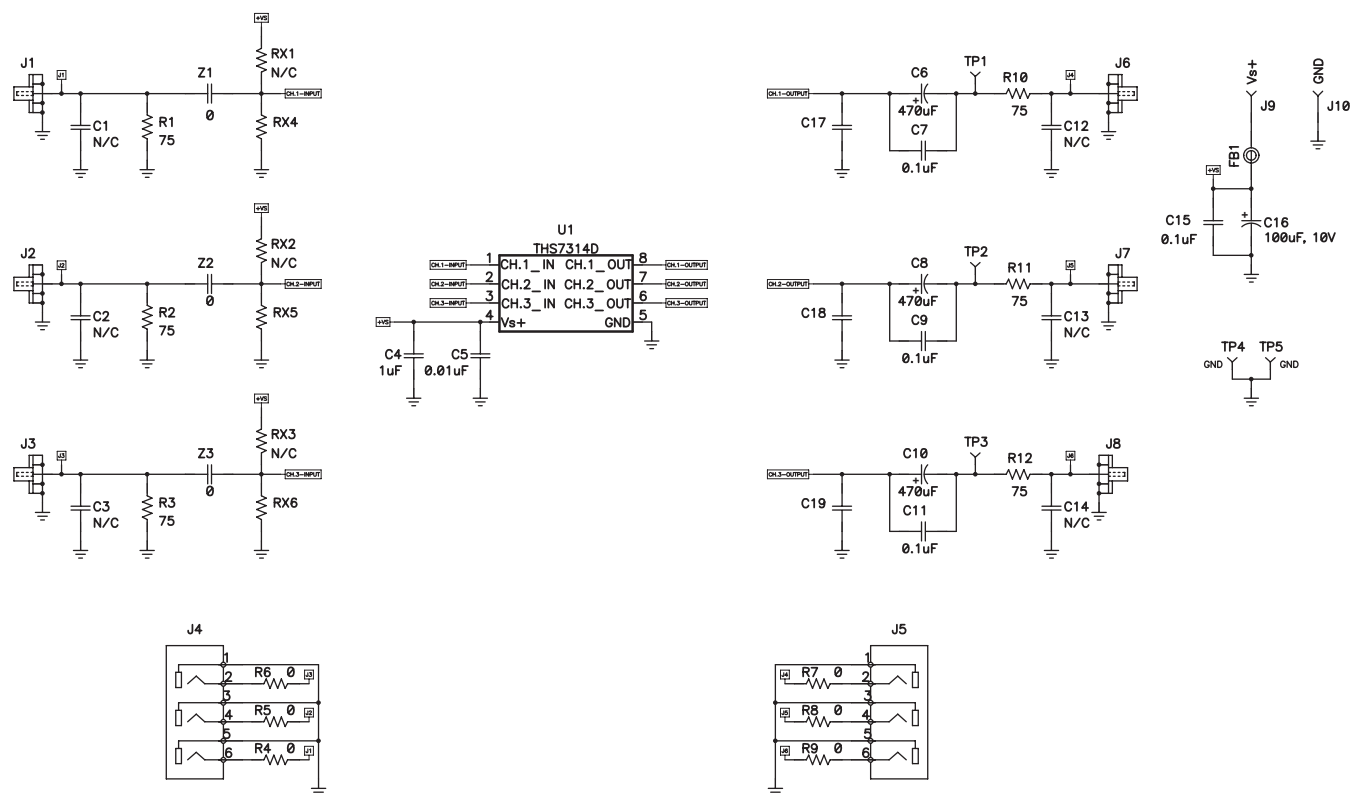 +VS
J1
J1
Z1
0
RX1
N/C
CH.1-INPUT
C1
N/C
R1
75
RX4
+VS
J2
J2
Z2
0
RX2
N/C
CH.2-INPUT
C2
N/C
R2
75
RX5
+VS
J3
J3
Z3
0
RX3
N/C
CH.3-INPUT
C3
N/C
R3
75
RX6
U1
THS7314D
CH.1-INPUT 1 CH.1_IN CH.1_OUT 8 CH.1-OUTPUT
CH.2-INPUT 2 CH.2_IN CH.2_OUT 7 CH.2-OUTPUT
CH.3-INPUT 3 CH.3_IN CH.3_OUT 6 CH.3-OUTPUT
+VS 4 Vs+ GND 5
C4
1uF
C5
0.01uF
CH.1-OUTPUT
C17
C6
+
470uF
C7
0.1uF
TP1
R10
75
J4
J6
C12
N/C
CH.2-OUTPUT
C18
C8
+
470uF
C9
0.1uF
TP2
R11
75
J5
J7
C13
N/C
CH.3-OUTPUT
C19
C10
+
470uF
C11
0.1uF
TP3
R12
75
J6
J8
C14
N/C
Vs+
J9
GND
J10
FB1
+VS
C15
0.1uF
+
C16
100uF, 10V
TP4 TP5
GND GND
J4
1
2 R6 0 J3
3
4 R5 0 J2
5
6 R4 0 J1
J5
1
J4 R7 0 2
3
J5 R8 0 4
5
J6 R9 0 6